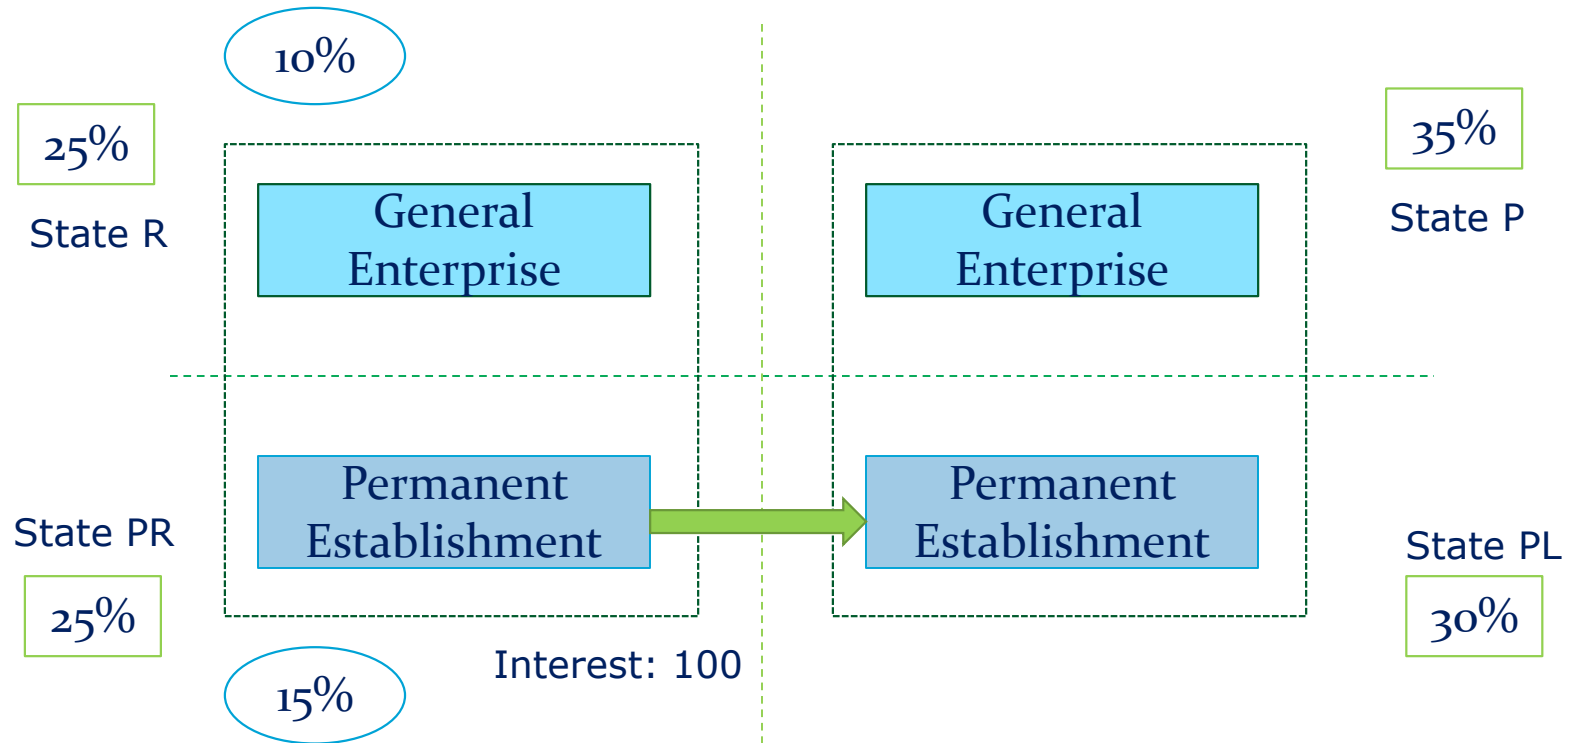 10%
25%
35%
State R
State P
General
Enterprise
General
Enterprise
Permanent
Establishment
Permanent
Establishment
State PR
State PL
25%
30%
Interest: 100
15%